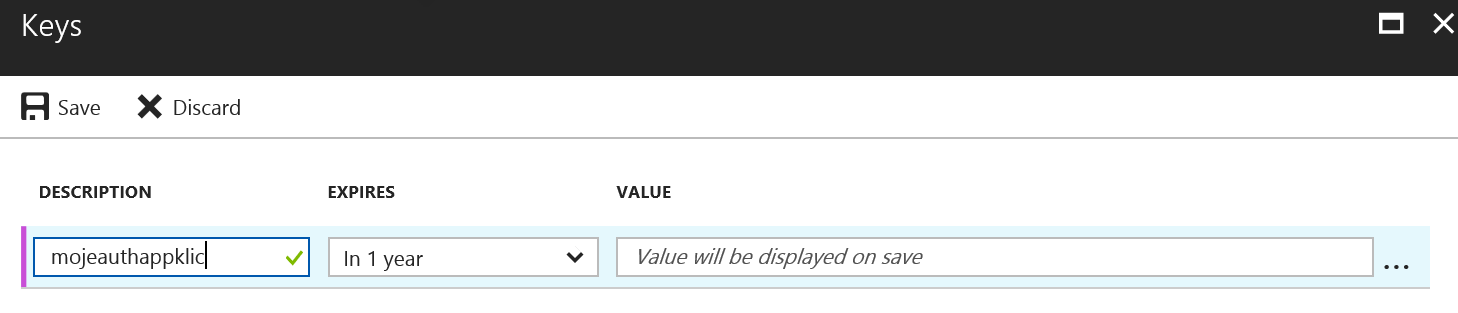 Keys
Save Discard
DESCRIPTION EXPIRES VALUE
mojeauthappklic In 1 year Value will be displayed on save ...